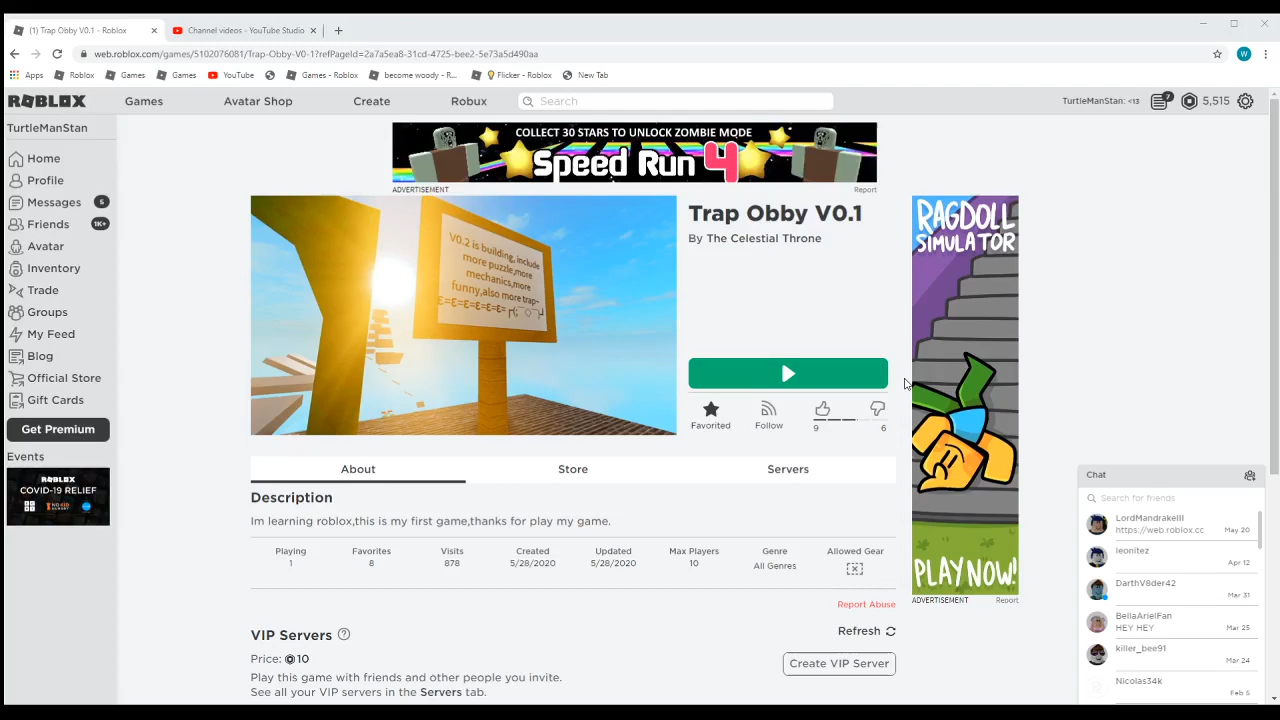 (1) Trap Obby V0.1 - Roblox
Channel videos - YouTube Studio
web.roblox.com/games/5102076081/Trap-Obby-V0-1?refPageId=2a7a5ea8-31cd-4725-bee2-5e73a5d490aa
W
Apps Roblox Games Games YouTube Games - Roblox become woody - R... Flicker - Roblox New Tab
ROBLOX Games Avatar Shop Create Robux Search TurtleManStan: <13 7 5,515
TurtleManStan
Home
Profile
Messages 5
Friends 1K+
Avatar
Inventory
Trade
Groups
My Feed
Blog
Official Store
Gift Cards
Get Premium
Events
ROBLOX
COVID-19 RELIEF
NO KID HUNGRY
COLLECT 30 STARS TO UNLOCK ZOMBIE MODE
Speed Run 4
ADVERTISEMENT Report
V0.2 is building, include
more puzzle,more
mechanics,more
funny,also more trap~
Ɛ=Ɛ=Ɛ=Ɛ=Ɛ=Ɛ=┌(;￣◇￣)┘
Trap Obby V0.1
By The Celestial Throne
Favorited Follow 9 6
About Store Servers
Description
Im learning roblox,this is my first game,thanks for play my game.
Playing Favorites Visits Created Updated Max Players Genre Allowed Gear
1 8 878 5/28/2020 5/28/2020 10 All Genres
Report Abuse
VIP Servers
Refresh
Price: 10
Create VIP Server
Play this game with friends and other people you invite.
See all your VIP servers in the Servers tab.
RAGDOLL
SIMULATOR
PLAY NOW!
ADVERTISEMENT Report
Chat
Search for friends
LordMandrakeIII
https://web.roblox.cc May 20
leonitez
Apr 12
DarthV8der42
Mar 31
BellaArielFan
HEY HEY Mar 25
killer_bee91
Mar 24
Nicolas34k
Feb 5